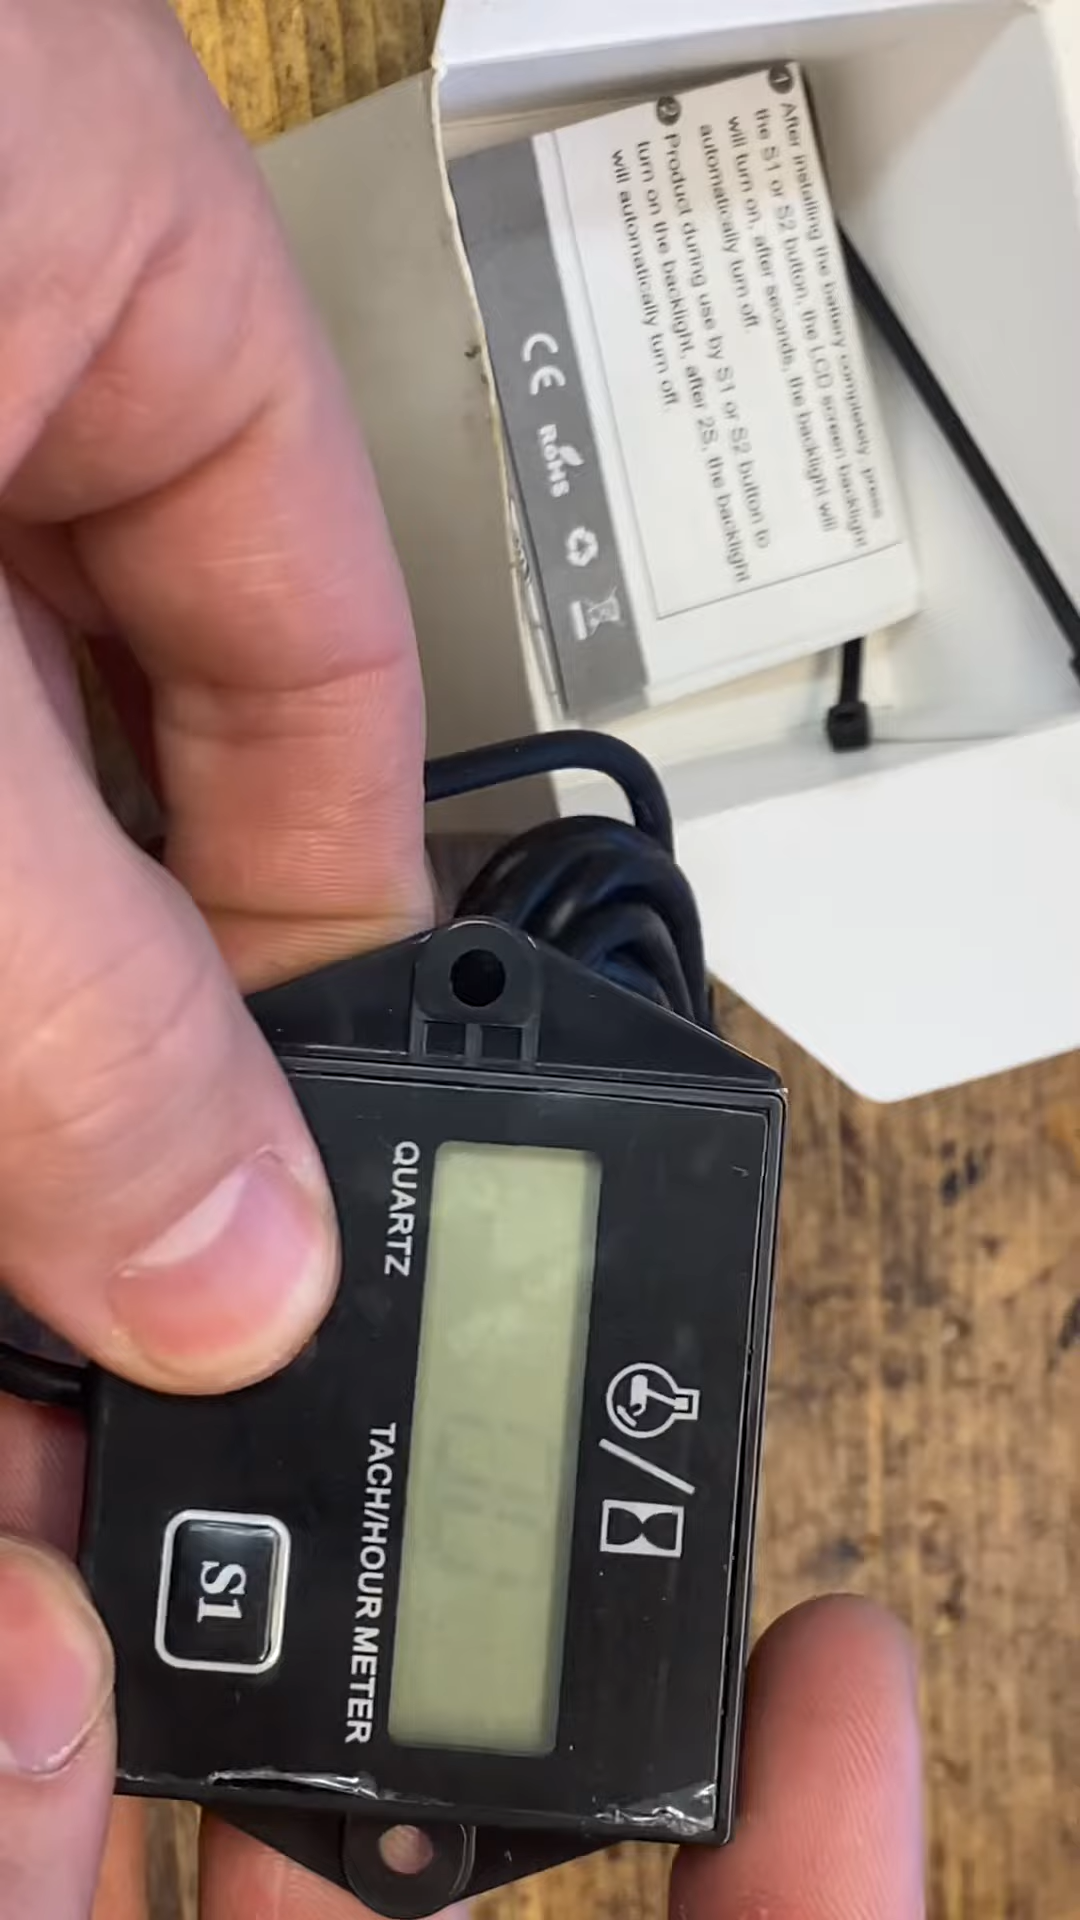 After installing the battery completely, press
the S1 or S2 button, the LCD screen backlight
will turn on, after seconds, the backlight will
automatically turn off.
Product during use by S1 or S2 button to
turn on the backlight, after 2S, the backlight
will automatically turn off.
CE RoHS
QUARTZ
TACH/HOUR METER
S1